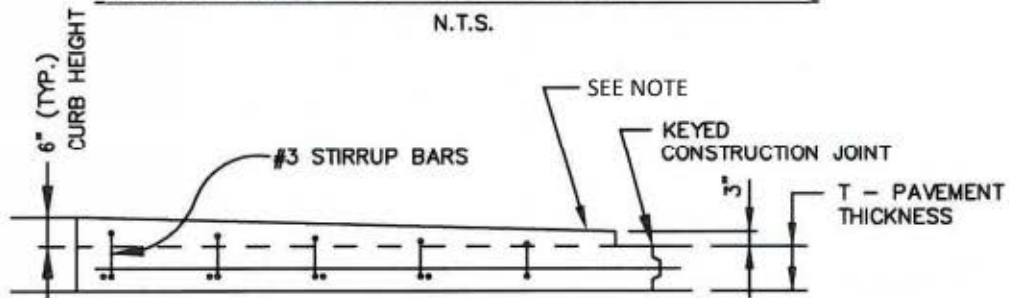 N.T.S.
6" (TYP.)
CURB HEIGHT
#3 STIRRUP BARS
SEE NOTE
KEYED
CONSTRUCTION JOINT
3"
T - PAVEMENT
THICKNESS